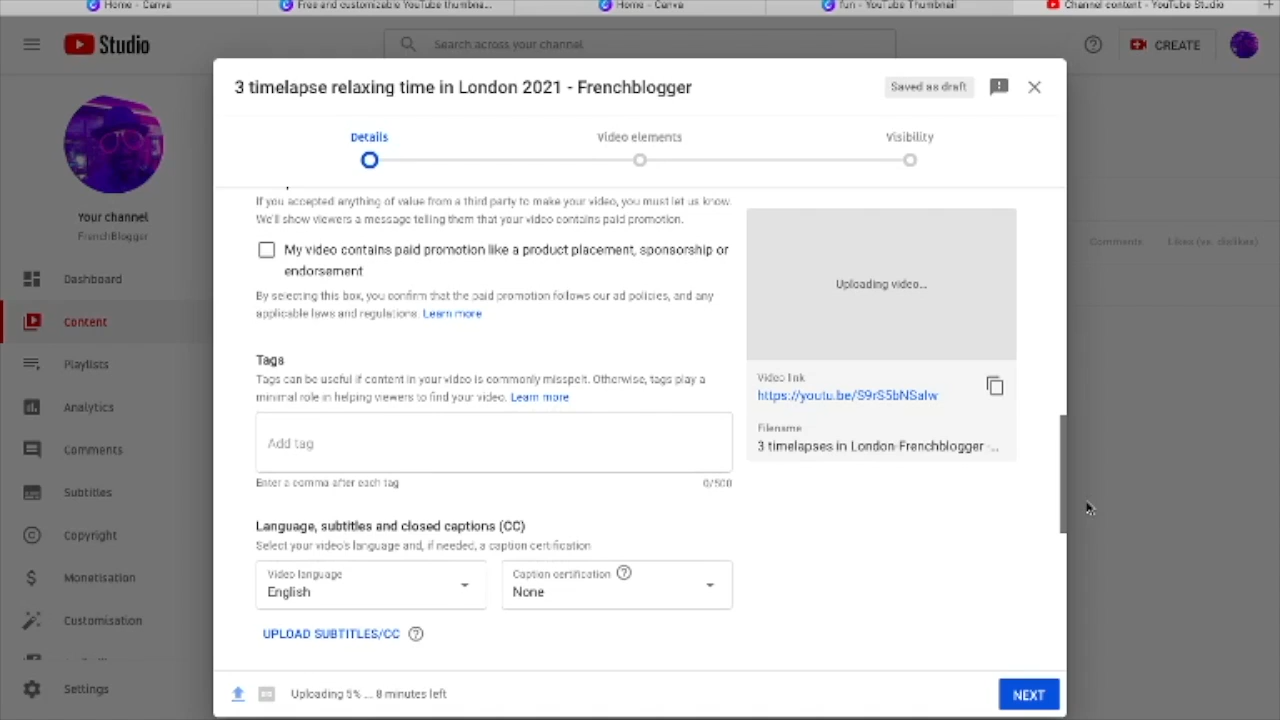 Home - Canva
Free and customizable YouTube thumbna...
Home - Canva
fun - YouTube Thumbnail
Channel content - YouTube Studio
Studio
Search across your channel
CREATE
3 timelapse relaxing time in London 2021 - Frenchblogger
Saved as draft
Details
Video elements
Visibility
Your channel
FrenchBlogger
Dashboard
Content
Playlists
Analytics
Comments
Subtitles
Copyright
Monetisation
Customisation
Settings
If you accepted anything of value from a third party to make your video, you must let us know.
We'll show viewers a message telling them that your video contains paid promotion.
My video contains paid promotion like a product placement, sponsorship or
endorsement
By selecting this box, you confirm that the paid promotion follows our ad policies, and any
applicable laws and regulations. Learn more
Tags
Tags can be useful if content in your video is commonly misspelt. Otherwise, tags play a
minimal role in helping viewers to find your video. Learn more
Add tag
Enter a comma after each tag
0/500
Language, subtitles and closed captions (CC)
Select your video's language and, if needed, a caption certification
Video language
English
Caption certification
None
UPLOAD SUBTITLES/CC
Uploading video...
Video link
https://youtu.be/S9rS5bNSalw
Filename
3 timelapses in London-Frenchblogger -...
Comments
Likes (vs. dislikes)
Uploading 5% ... 8 minutes left
NEXT